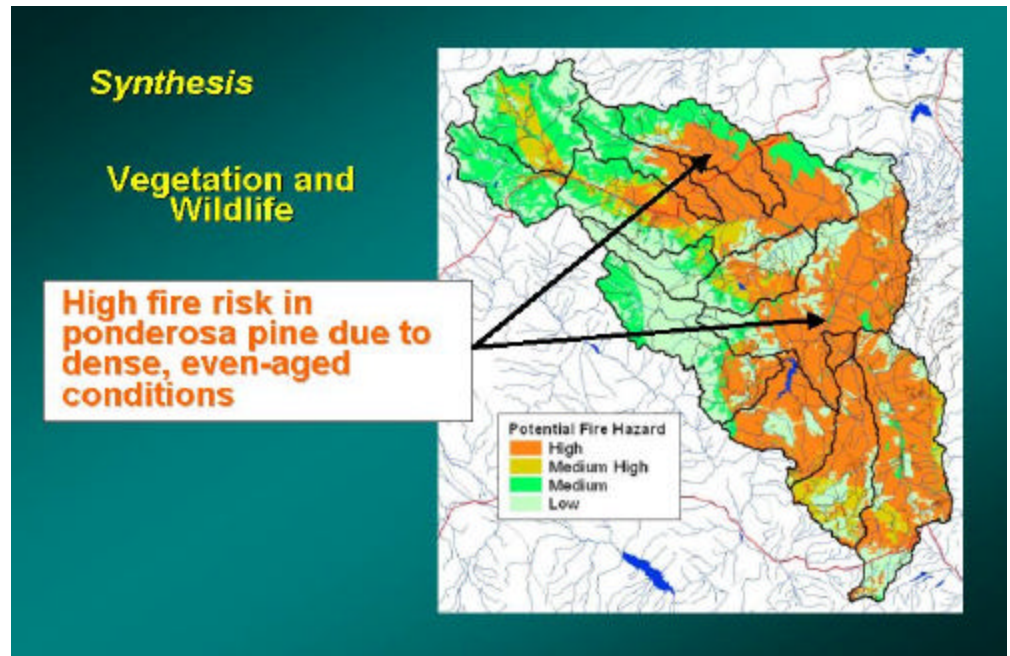 Synthesis
Vegetation and
Wildlife
High fire risk in
ponderosa pine due to
dense, even-aged
conditions
Potential Fire Hazard
High
Medium High
Medium
Low